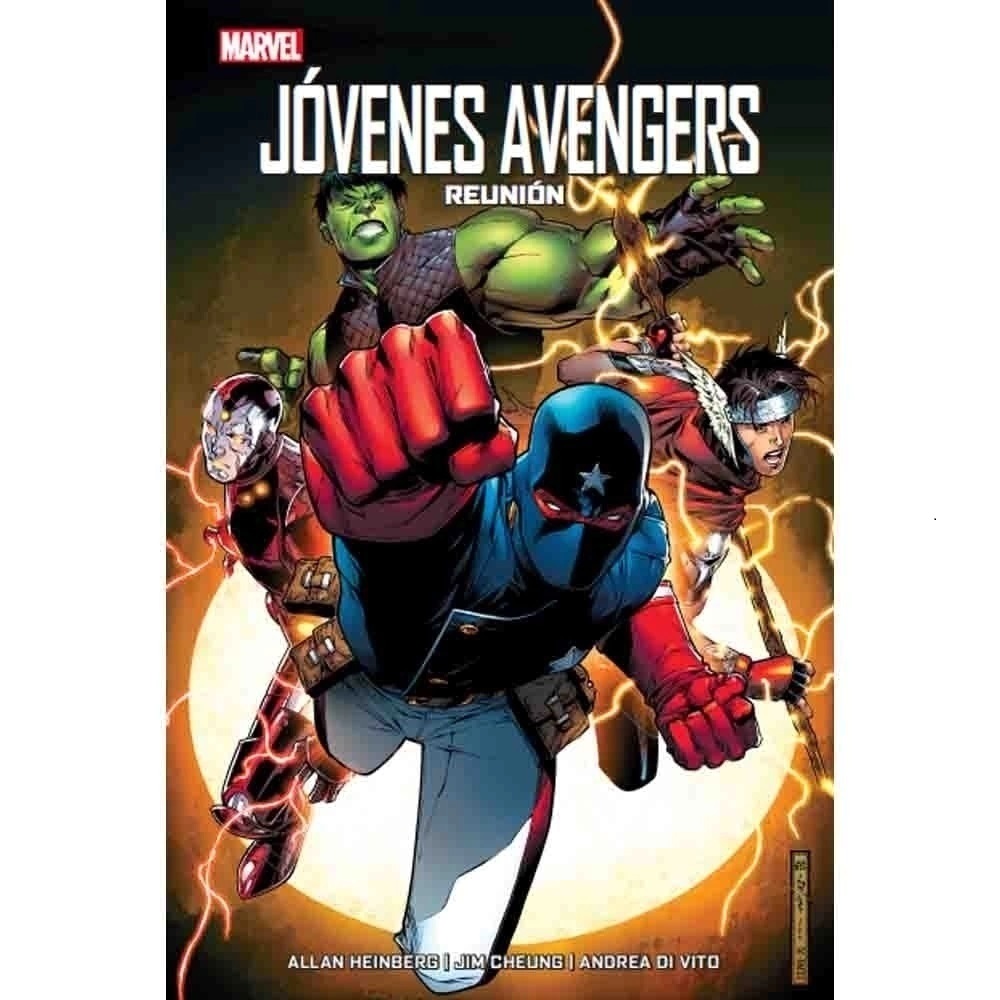 MARVEL
JÓVENES AVENGERS
REUNIÓN
ALLAN HEINBERG | JIM CHEUNG | ANDREA DI VITO